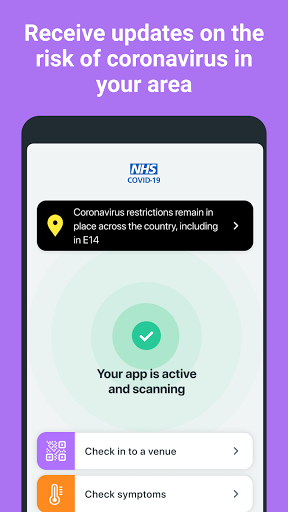 Receive updates on the
risk of coronavirus in
your area
NHS
COVID-19
Coronavirus restrictions remain in
place across the country, including
in E14
Your app is active
and scanning
Check in to a venue
Check symptoms